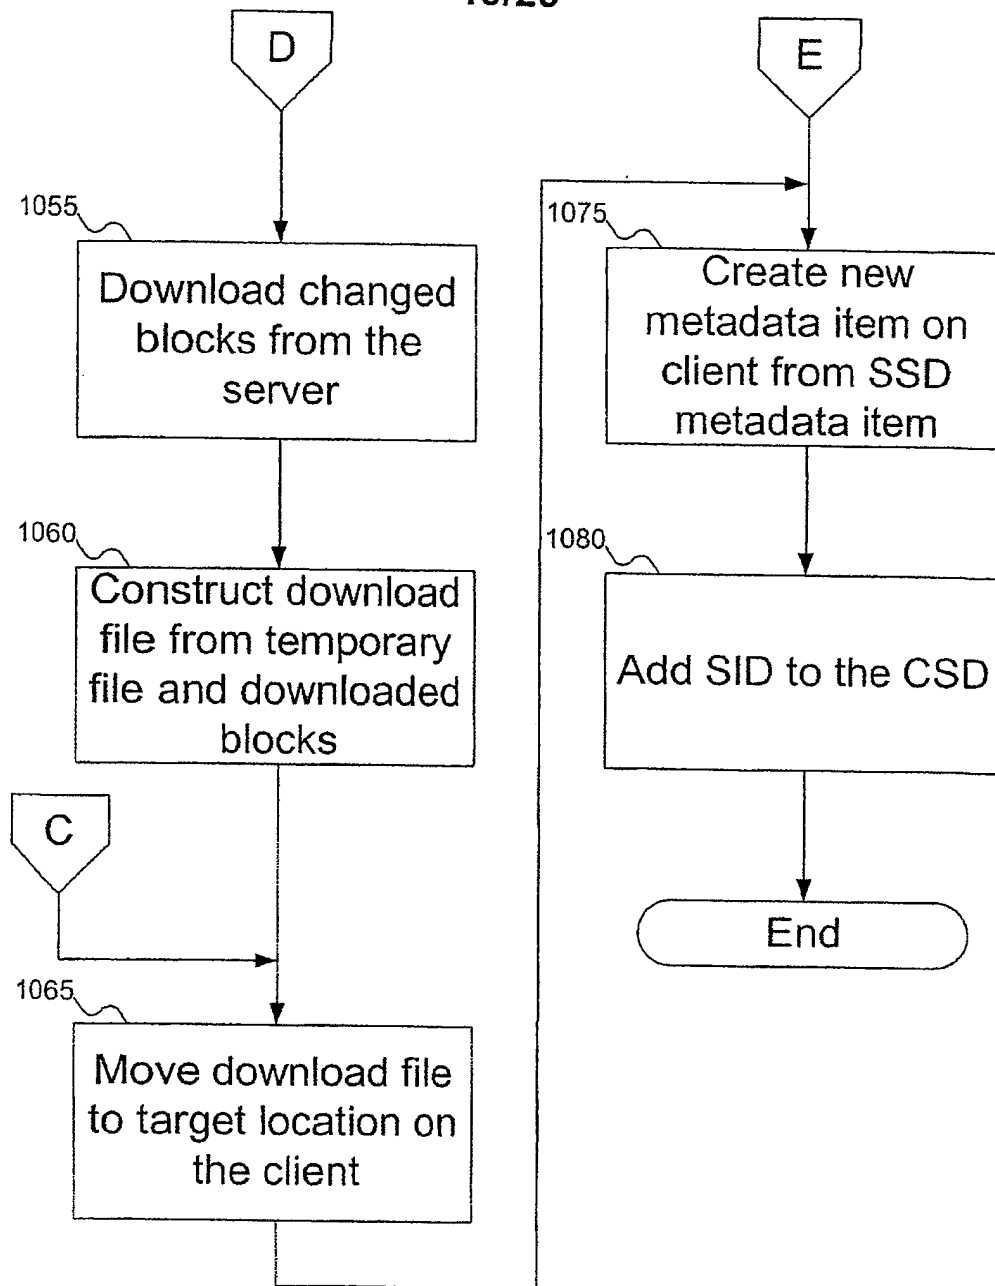 D
1055
Download changed
blocks from the
server
1060
Construct download
file from temporary
file and downloaded
blocks
C
1065
Move download file
to target location on
the client
E
1075
Create new
metadata item on
client from SSD
metadata item
1080
Add SID to the CSD
End